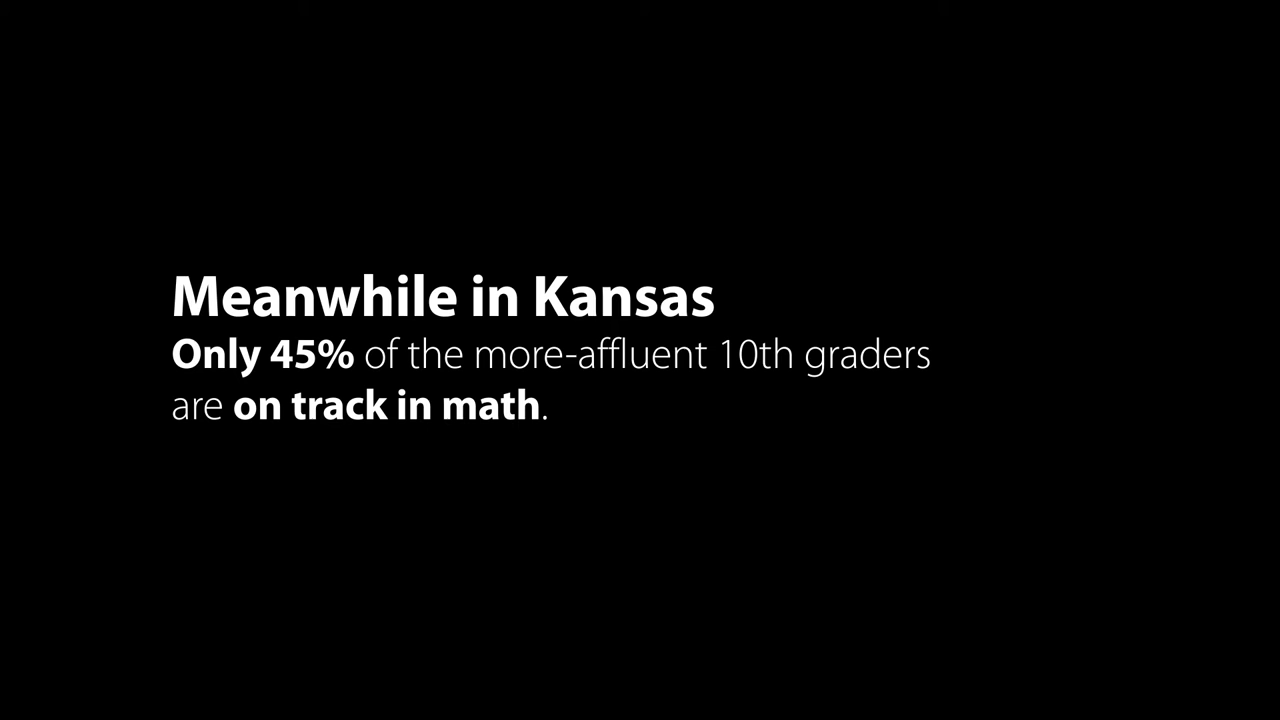 Meanwhile in Kansas
Only 45% of the more-affluent 10th graders
are on track in math.